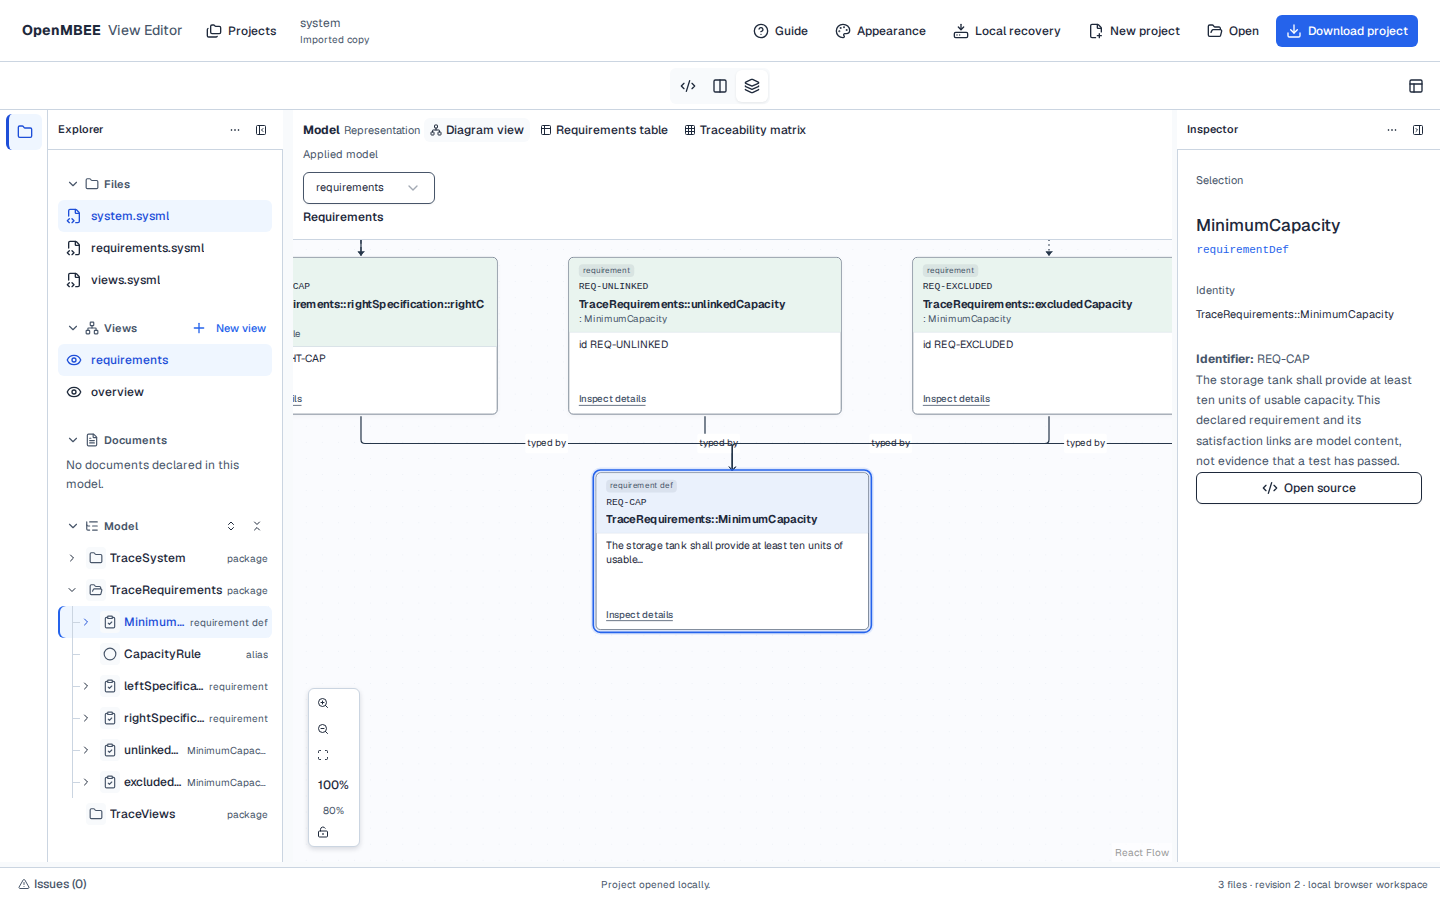 OpenMBEE View Editor
Projects
system
Imported copy
Guide
Appearance
Local recovery
New project
Open
Download project
Explorer
Files
system.sysml
requirements.sysml
views.sysml
Views
New view
requirements
overview
Documents
No documents declared in this
model.
Model
TraceSystem package
TraceRequirements package
Minimum... requirement def
CapacityRule alias
leftSpecifica... requirement
rightSpecific... requirement
unlinked... MinimumCapac...
excluded... MinimumCapac...
TraceViews package
Model Representation Diagram view Requirements table Traceability matrix
Applied model
requirements
Requirements
CAP
irements::rightSpecification::rightC
le
HT-CAP
ils
requirement
REQ-UNLINKED
TraceRequirements::unlinkedCapacity
: MinimumCapacity
id REQ-UNLINKED
Inspect details
requirement
REQ-EXCLUDED
TraceRequirements::excludedCapacity
: MinimumCapacity
id REQ-EXCLUDED
Inspect details
typed by typed by typed by typed by
requirement def
REQ-CAP
TraceRequirements::MinimumCapacity
The storage tank shall provide at least ten units of
usable...
Inspect details
100%
80%
React Flow
Inspector
Selection
MinimumCapacity
requirementDef
Identity
TraceRequirements::MinimumCapacity
Identifier: REQ-CAP
The storage tank shall provide at least
ten units of usable capacity. This
declared requirement and its
satisfaction links are model content,
not evidence that a test has passed.
Open source
Issues (0)
Project opened locally.
3 files · revision 2 · local browser workspace